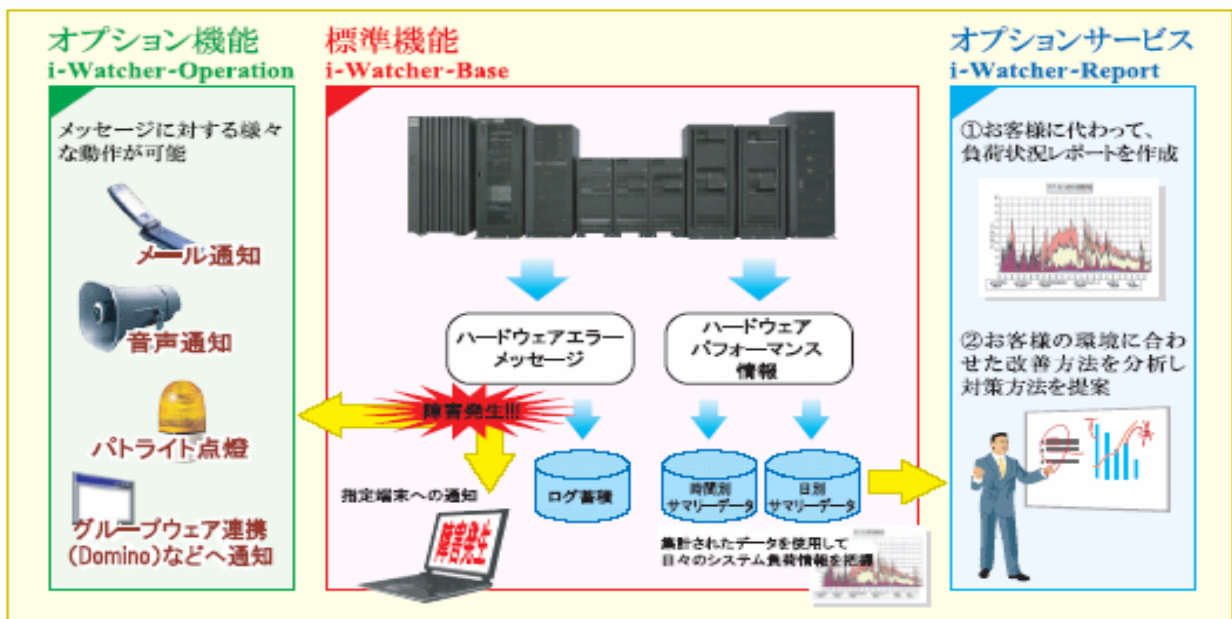 オプション機能
i-Watcher-Operation
メッセージに対する様々
な動作が可能
メール通知
音声通知
パトライト点燈
グループウェア連携
(Domino)などへ通知
標準機能
i-Watcher-Base
ハードウェアエラー
メッセージ
ハードウェア
パフォーマンス
情報
障害発生!!!
指定端末への通知
障害発生
ログ蓄積
時間別
サマリーデータ
日別
サマリーデータ
集計されたデータを使用して
日々のシステム負荷情報を把握
オプションサービス
i-Watcher-Report
①お客様に代わって、
負荷状況レポートを作成
②お客様の環境に合わ
せた改善方法を分析し
対策方法を提案